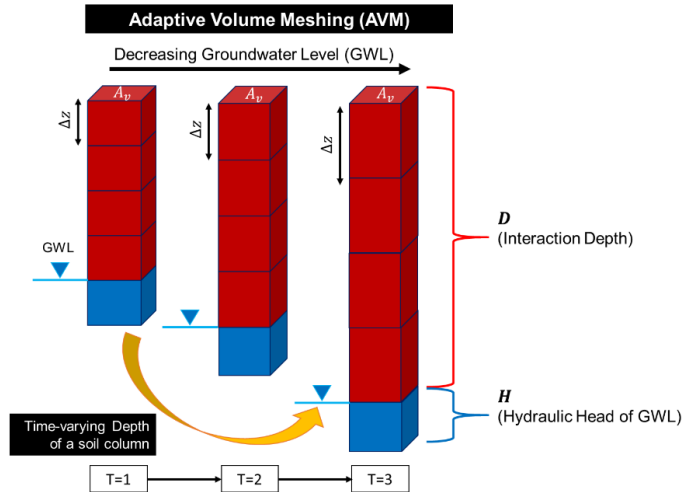 Adaptive Volume Meshing (AVM)
Decreasing Groundwater Level (GWL)
A_v
A_v
A_v
Δz
Δz
Δz
GWL
D
(Interaction Depth)
H
(Hydraulic Head of GWL)
Time-varying Depth
of a soil column
T=1
T=2
T=3